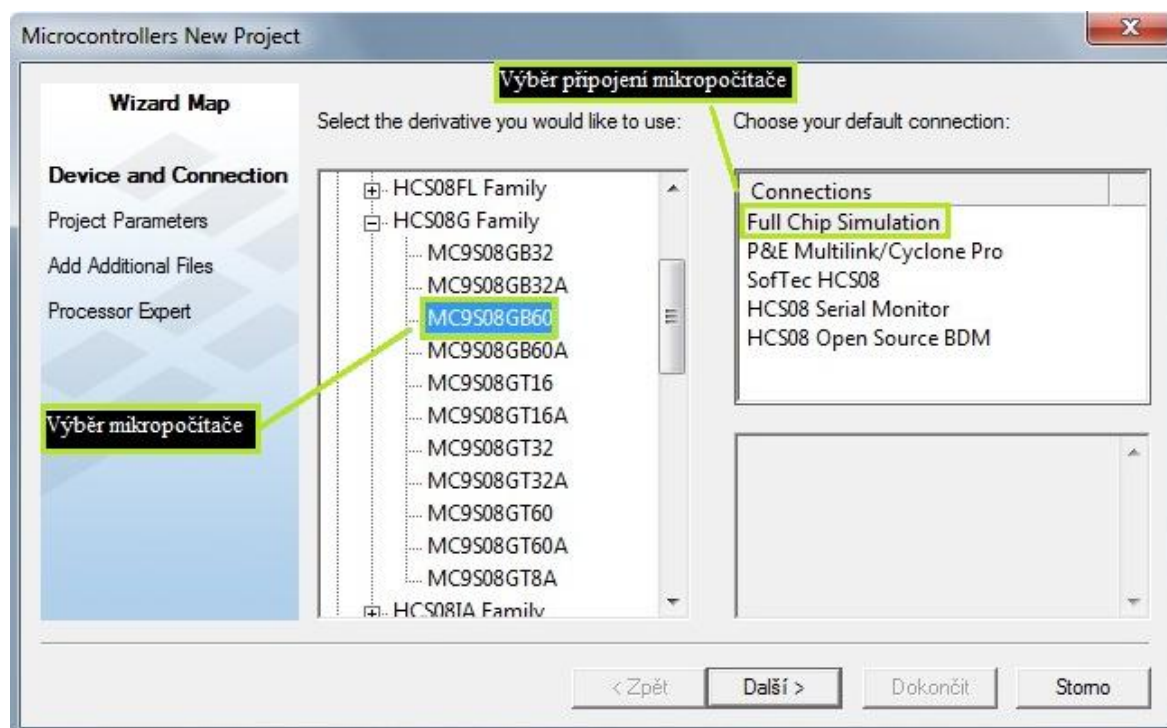 Microcontrollers New Project
Výběr připojení mikropočítače
Wizard Map
Device and Connection
Project Parameters
Add Additional Files
Processor Expert
Výběr mikropočítače
Select the derivative you would like to use:
HCS08FL Family
HCS08G Family
MC9S08GB32
MC9S08GB32A
MC9S08GB60
MC9S08GB60A
MC9S08GT16
MC9S08GT16A
MC9S08GT32
MC9S08GT32A
MC9S08GT60
MC9S08GT60A
MC9S08GT8A
HCS08JA Family
Choose your default connection:
Connections
Full Chip Simulation
P&E Multilink/Cyclone Pro
SofTec HCS08
HCS08 Serial Monitor
HCS08 Open Source BDM
< Zpět
Další >
Dokončit
Storno